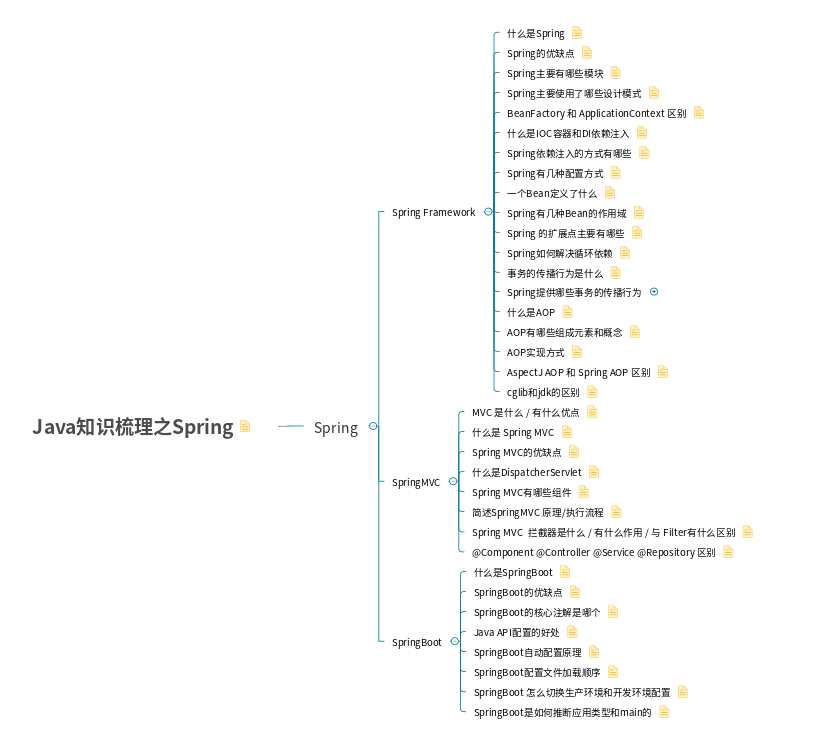 什么是Spring
Spring的优缺点
Spring主要有哪些模块
Spring主要使用了哪些设计模式
BeanFactory 和 ApplicationContext 区别
什么是IOC容器和DI依赖注入
Spring依赖注入的方式有哪些
Spring有几种配置方式
一个Bean定义了什么
Spring Framework
Spring有几种Bean的作用域
Spring 的扩展点主要有哪些
Spring如何解决循环依赖
事务的传播行为是什么
Spring提供哪些事务的传播行为
什么是AOP
AOP有哪些组成元素和概念
AOP实现方式
AspectJ AOP 和 Spring AOP 区别
cglib和jdk的区别
Java知识梳理之Spring
Spring
MVC 是什么 / 有什么优点
什么是 Spring MVC
Spring MVC的优缺点
什么是DispatcherServlet
SpringMVC
Spring MVC有哪些组件
简述SpringMVC 原理/执行流程
Spring MVC 拦截器是什么 / 有什么作用 / 与 Filter有什么区别
@Component @Controller @Service @Repository 区别
什么是SpringBoot
SpringBoot的优缺点
SpringBoot的核心注解是哪个
Java API配置的好处
SpringBoot
SpringBoot自动配置原理
SpringBoot配置文件加载顺序
SpringBoot 怎么切换生产环境和开发环境配置
SpringBoot是如何推断应用类型和main的